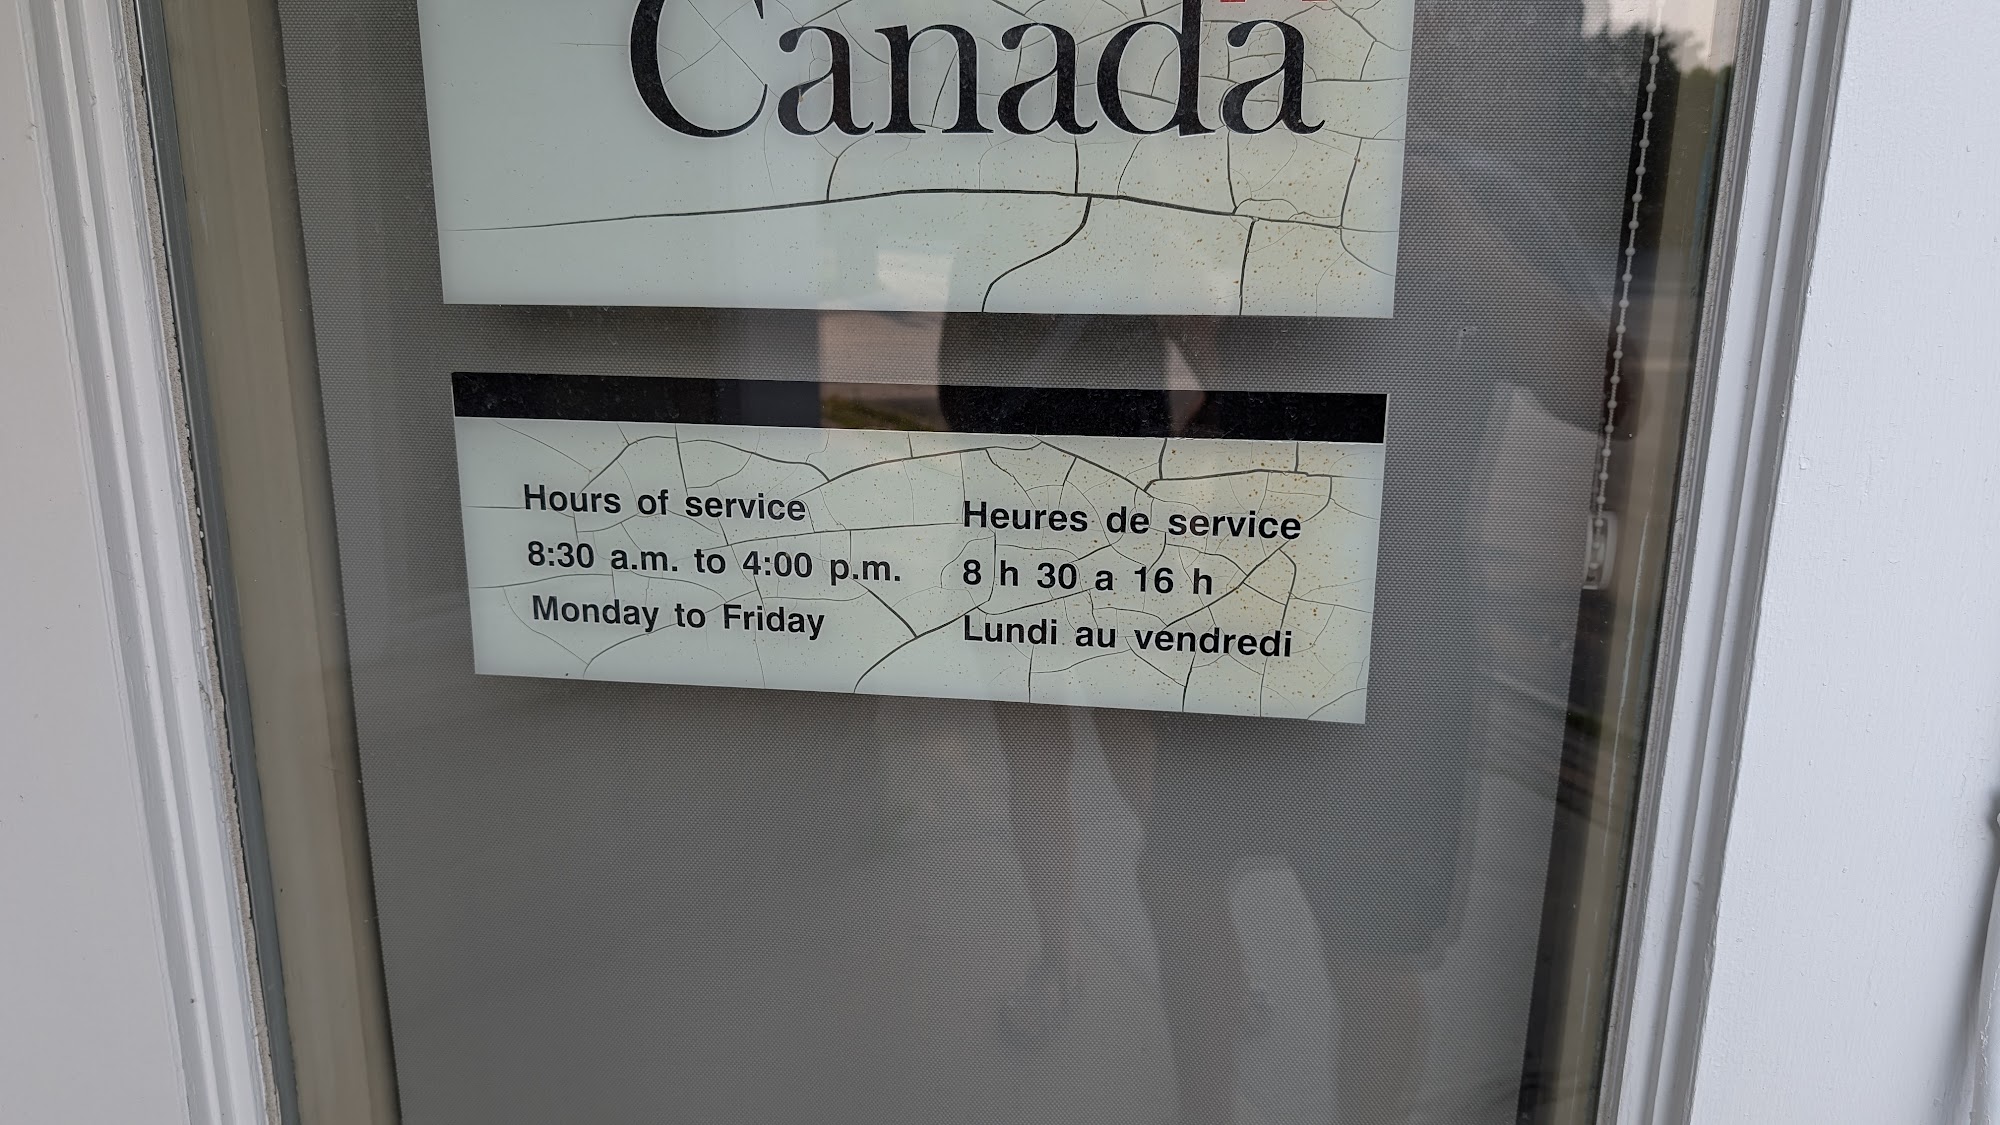 Canada
Hours of service
8:30 a.m. to 4:00 p.m.
Monday to Friday
Heures de service
8 h 30 a 16 h
Lundi au vendredi